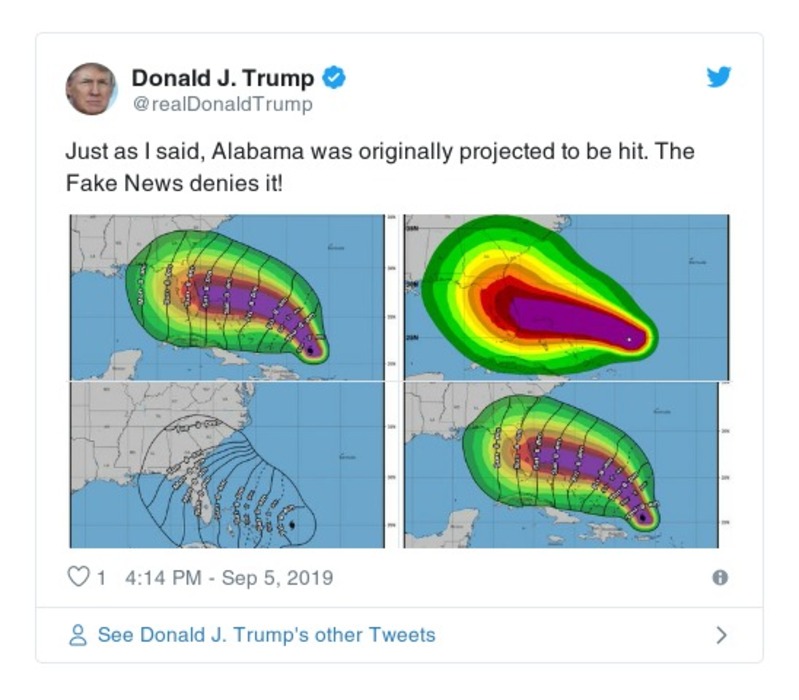 Donald J. Trump
@realDonaldTrump
Just as I said, Alabama was originally projected to be hit. The
Fake News denies it!
1 4:14 PM - Sep 5, 2019
See Donald J. Trump's other Tweets